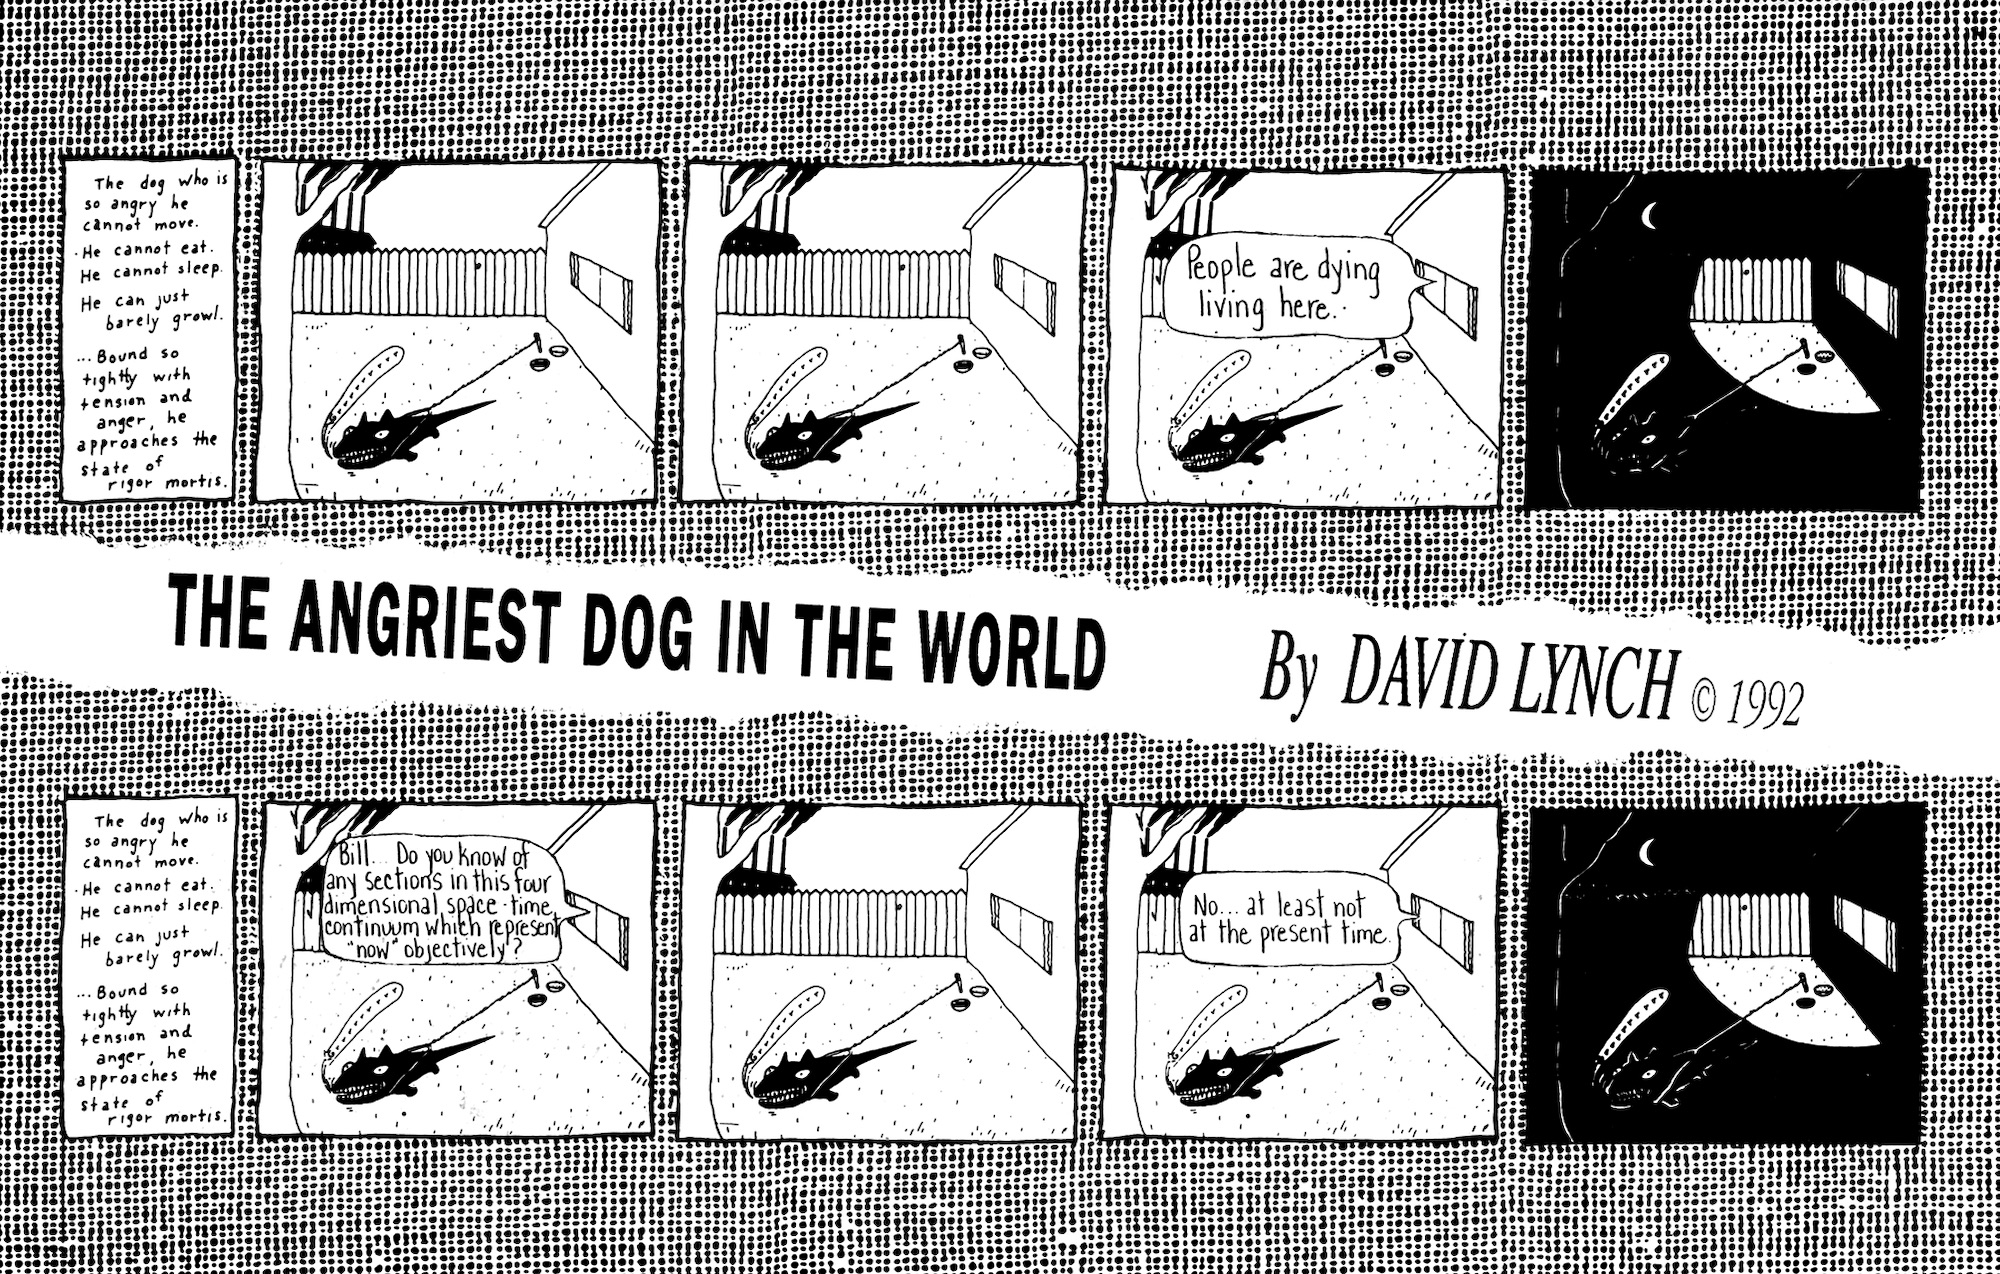 The dog who is
so angry he
cannot move.
He cannot eat.
He cannot sleep.
He can just
barely growl.
...Bound so
tightly with
tension and
anger, he
approaches the
state of
rigor mortis.
People are dying
living here..
THE ANGRIEST DOG IN THE WORLD By DAVID LYNCH © 1992
The dog who is
so angry he
cannot move.
He cannot eat.
He cannot sleep.
He can just
barely growl.
...Bound so
tightly with
tension and
anger, he
approaches the
state of
rigor mortis.
Bill... Do you know of
any sections in this four
dimensional space-time
continuum which represent
"now" objectively?
No... at least not
at the present time.